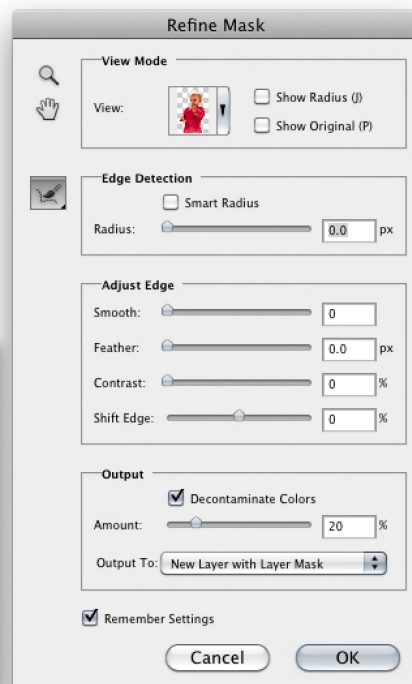 Refine Mask
View Mode
View:
Show Radius (J)
Show Original (P)
Edge Detection
Smart Radius
Radius: 0.0 px
Adjust Edge
Smooth: 0
Feather: 0.0 px
Contrast: 0 %
Shift Edge: 0 %
Output
Decontaminate Colors
Amount: 20 %
Output To: New Layer with Layer Mask
Remember Settings
Cancel OK